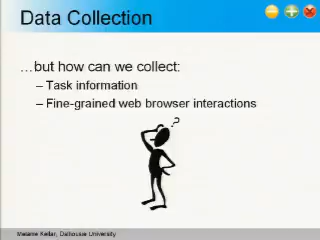 Data Collection
...but how can we collect:
– Task information
– Fine-grained web browser interactions
?
Melanie Kellar, Dalhousie University